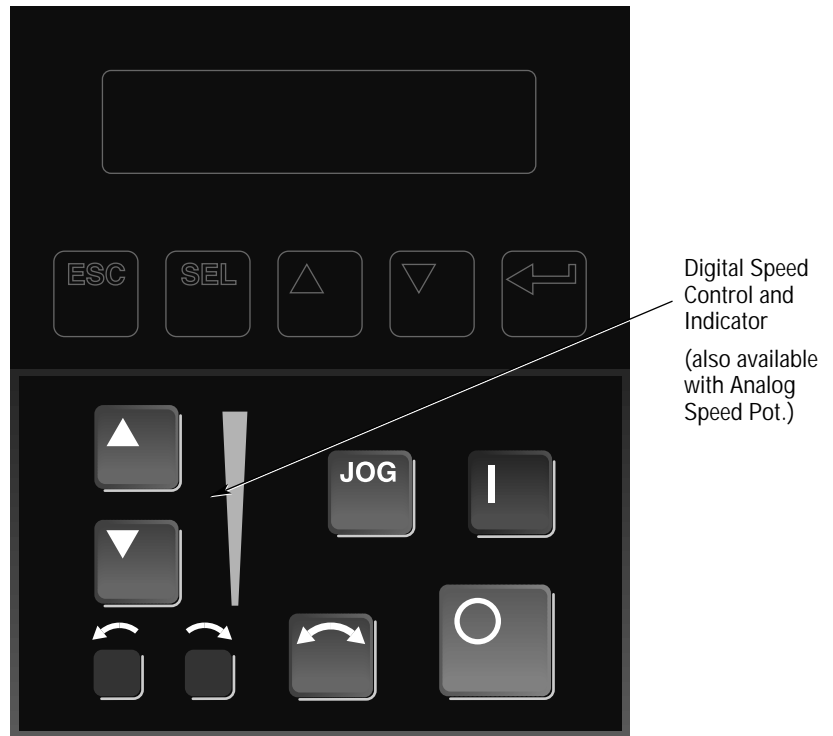 ESC SEL
Digital Speed
Control and
Indicator
(also available
with Analog
Speed Pot.)
JOG